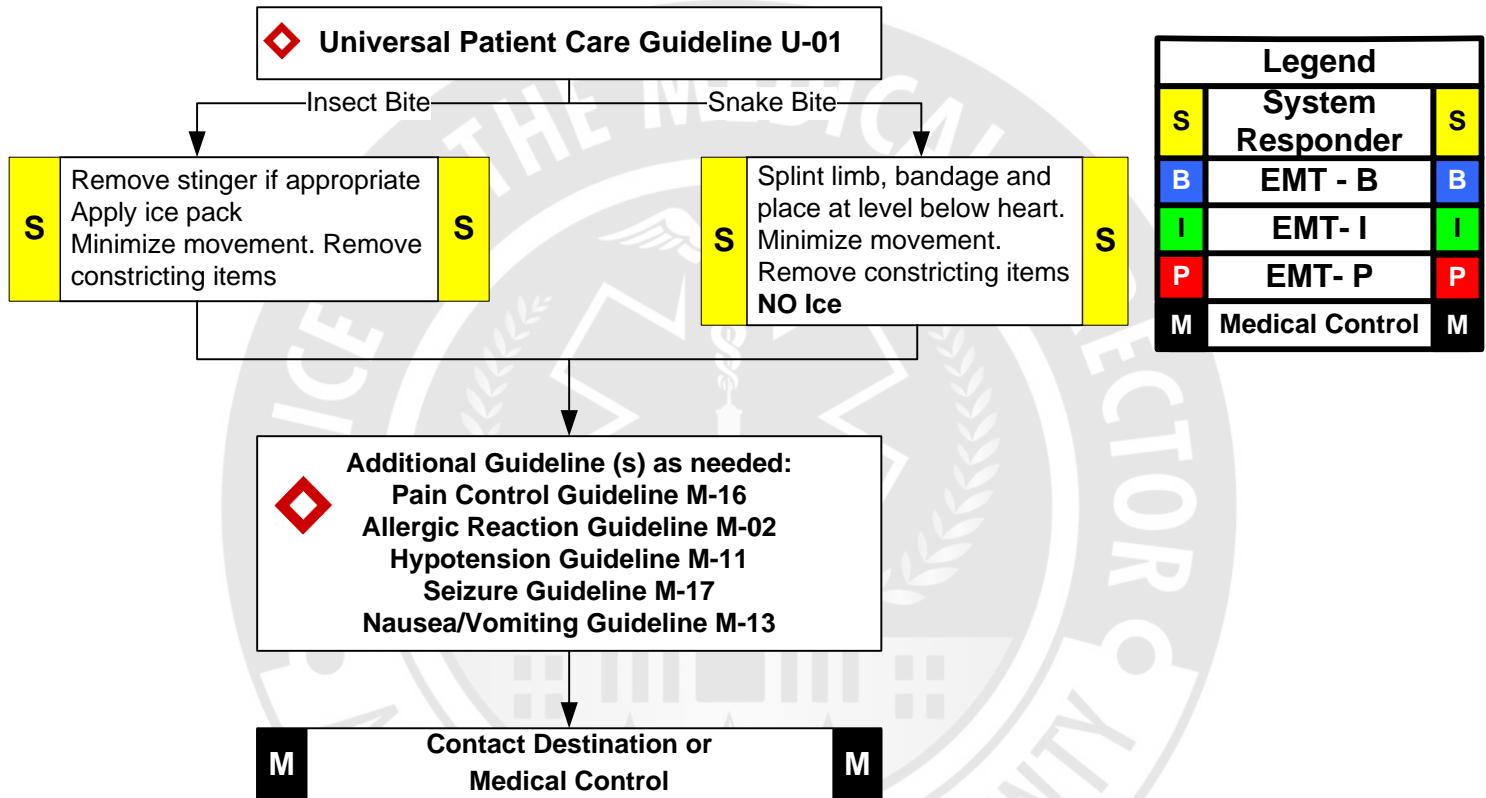 Universal Patient Care Guideline U-01
Insect Bite
Snake Bite
S
Remove stinger if appropriate
Apply ice pack
Minimize movement. Remove
constricting items
S
S
Splint limb, bandage and
place at level below heart.
Minimize movement.
Remove constricting items
NO Ice
S
Legend
S
System
Responder
S
B EMT - B B
I EMT- I I
P EMT- P P
M Medical Control M
Additional Guideline (s) as needed:
Pain Control Guideline M-16
Allergic Reaction Guideline M-02
Hypotension Guideline M-11
Seizure Guideline M-17
Nausea/Vomiting Guideline M-13
M
Contact Destination or
Medical Control
M
THE MEDICAL